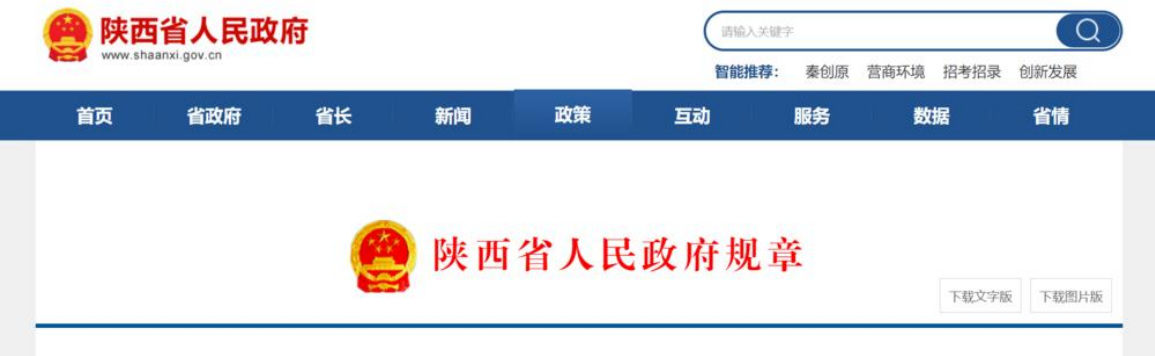 陕西省人民政府
www.shaanxi.gov.cn
请输入关键字
智能推荐： 秦创原 营商环境 招考招录 创新发展
首页 省政府 省长 新闻 政策 互动 服务 数据 省情
陕西省人民政府规章
下载文字版 下载图片版